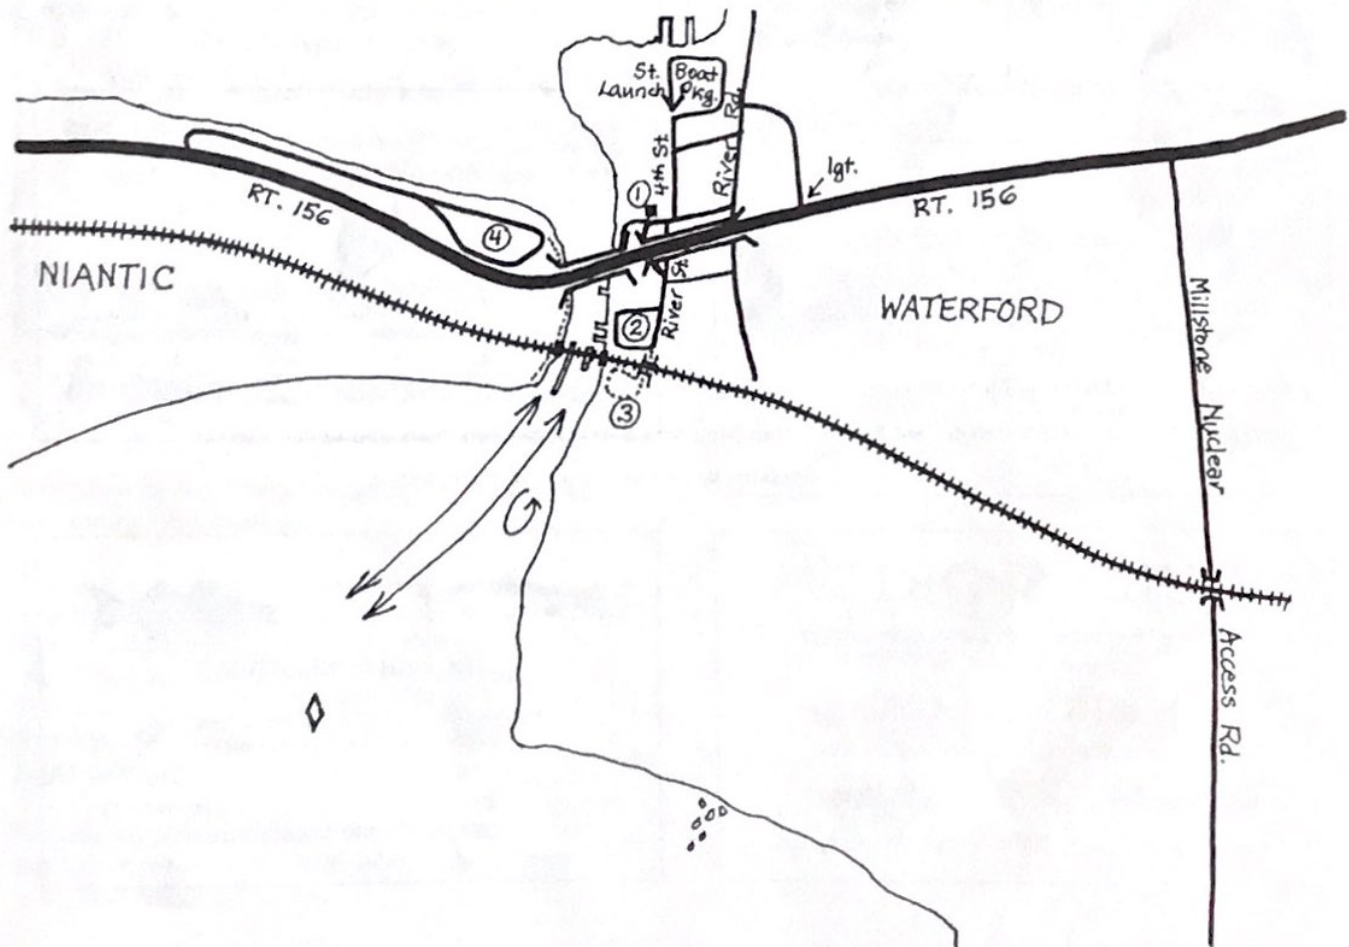 St.
Launch
Boat
Pkg.
River Rd.
4th St.
①
lgt.
RT. 156
RT. 156
④
NIANTIC
River St.
②
WATERFORD
③
Millstone Nuclear Access Rd.